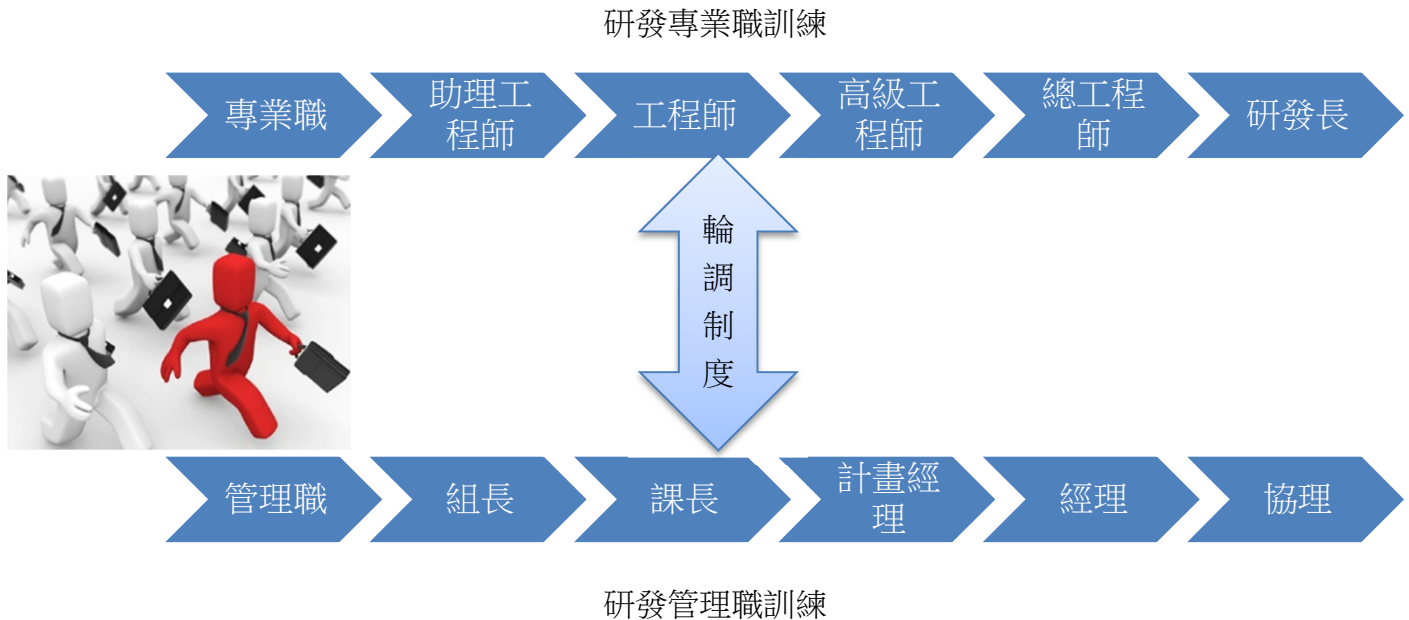 研發專業職訓練
專業職
助理工
程師
工程師
高級工
程師
總工程
師
研發長
輪
調
制
度
管理職
組長
課長
計畫經
理
經理
協理
研發管理職訓練